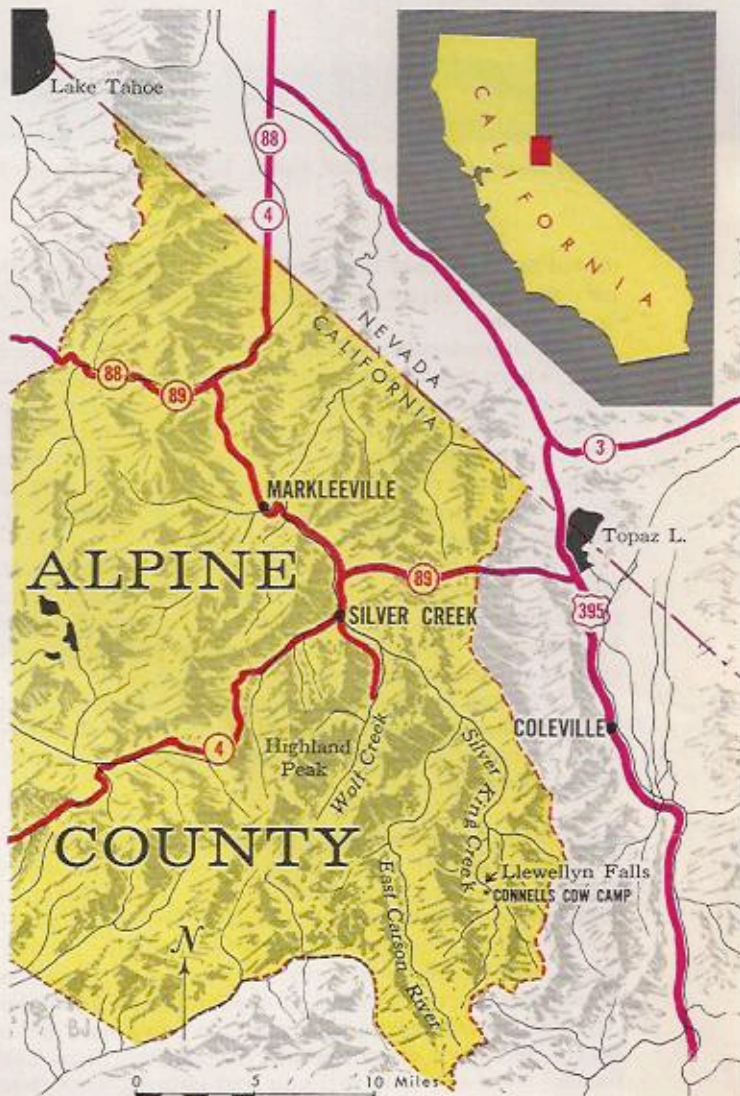 Lake Tahoe
88
4
CALIFORNIA
NEVADA
CALIFORNIA
88
89
3
MARKLEEVILLE
Topaz L.
ALPINE
89
SILVER CREEK
395
COLEVILLE
4
Highland
Peak
Wolf Creek
Silver King Creek
COUNTY
East Carson River
Llewellyn Falls
CONNELLS COW CAMP
N
0 5 10 Miles